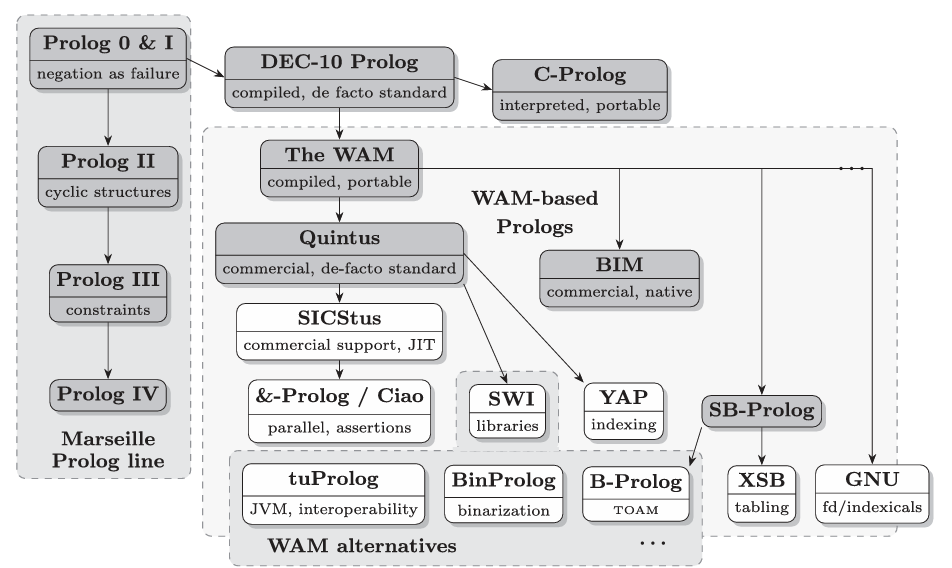 Prolog 0 & I
negation as failure
DEC-10 Prolog
compiled, de facto standard
C-Prolog
interpreted, portable
Prolog II
cyclic structures
The WAM
compiled, portable
...
WAM-based
Prologs
Quintus
commercial, de-facto standard
BIM
commercial, native
Prolog III
constraints
SICStus
commercial support, JIT
Prolog IV
&-Prolog / Ciao
parallel, assertions
SWI
libraries
YAP
indexing
SB-Prolog
Marseille
Prolog line
tuProlog
JVM, interoperability
BinProlog
binarization
B-Prolog
TOAM
XSB
tabling
GNU
fd/indexicals
WAM alternatives
...